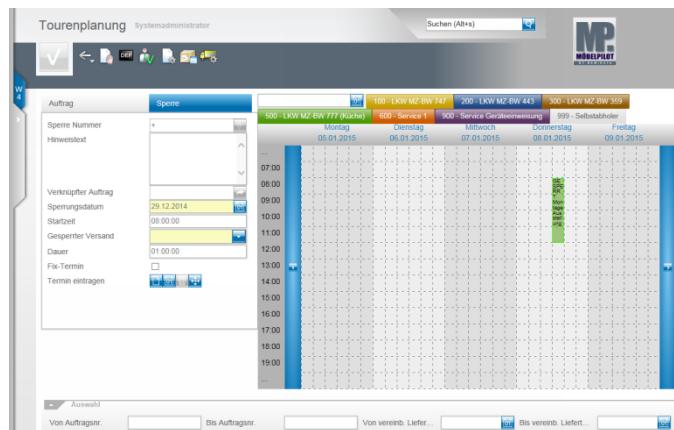 Tourenplanung Systemadministrator
Suchen (Alt+s)
MP
MÖBELPILOT
W
4
Auftrag Sperre
Sperre Nummer +
Hinweistext
Verknüpfter Auftrag
Sperrungsdatum 29.12.2014
Startzeit 08:00:00
Gesperrter Versand
Dauer 01:00:00
Fix-Termin
Termin eintragen
100 - LKW MZ-BW 747 200 - LKW MZ-BW 443 300 - LKW MZ-BW 359
500 - LKW MZ-BW 777 (Küche) 600 - Service 1 900 - Service Geräteeinweisung 999 - Selbstabholer
Montag Dienstag Mittwoch Donnerstag Freitag
05.01.2015 06.01.2015 07.01.2015 08.01.2015 09.01.2015
...
07:00
08:00
09:00
10:00
11:00
12:00
13:00
14:00
15:00
16:00
17:00
18:00
19:00
...
Auswahl
Von Auftragsnr. Bis Auftragsnr. Von vereinb. Liefer... Bis vereinb. Liefert...